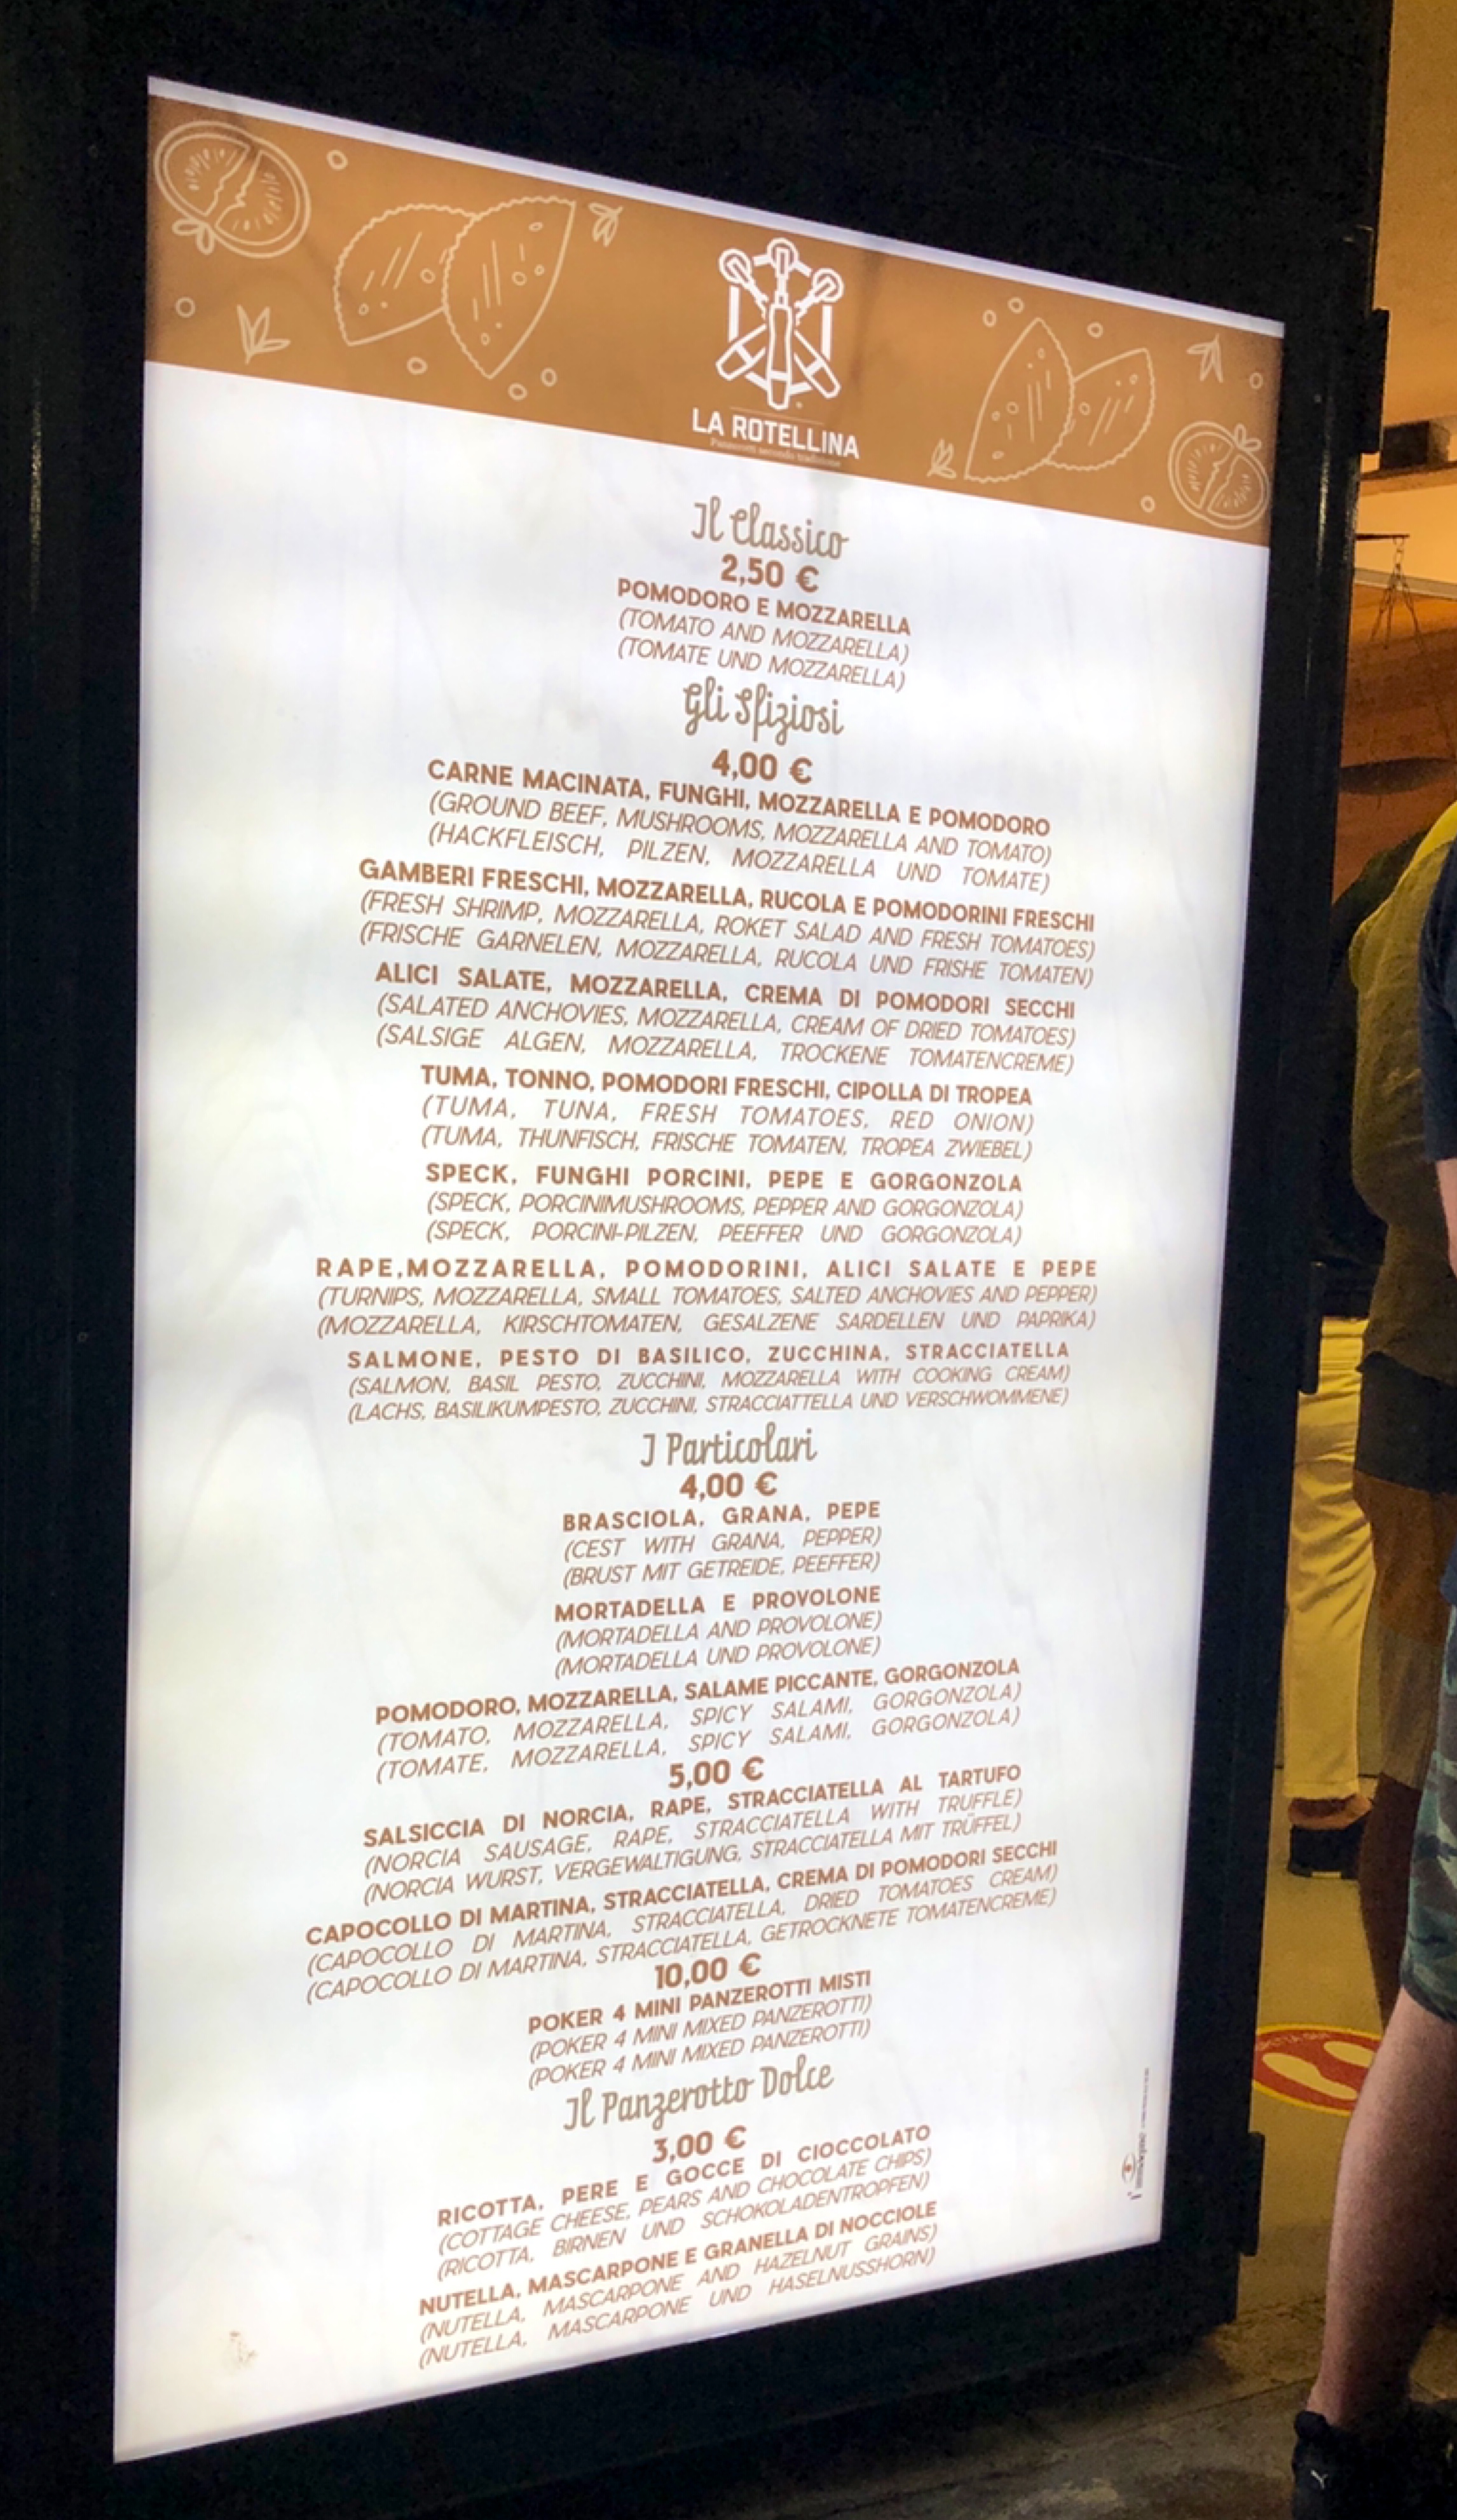 LA ROTELLINA
Panzerotti secondo tradizione
Il Classico
2,50 €
POMODORO E MOZZARELLA
(TOMATO AND MOZZARELLA)
(TOMATE UND MOZZARELLA)
Gli Sfiziosi
4,00 €
CARNE MACINATA, FUNGHI, MOZZARELLA E POMODORO
(GROUND BEEF, MUSHROOMS, MOZZARELLA AND TOMATO)
(HACKFLEISCH, PILZEN, MOZZARELLA UND TOMATE)
GAMBERI FRESCHI, MOZZARELLA, RUCOLA E POMODORINI FRESCHI
(FRESH SHRIMP, MOZZARELLA, ROKET SALAD AND FRESH TOMATOES)
(FRISCHE GARNELEN, MOZZARELLA, RUCOLA UND FRISHE TOMATEN)
ALICI SALATE, MOZZARELLA, CREMA DI POMODORI SECCHI
(SALATED ANCHOVIES, MOZZARELLA, CREAM OF DRIED TOMATOES)
(SALSIGE ALGEN, MOZZARELLA, TROCKENE TOMATENCREME)
TUMA, TONNO, POMODORI FRESCHI, CIPOLLA DI TROPEA
(TUMA, TUNA, FRESH TOMATOES, RED ONION)
(TUMA, THUNFISCH, FRISCHE TOMATEN, TROPEA ZWIEBEL)
SPECK, FUNGHI PORCINI, PEPE E GORGONZOLA
(SPECK, PORCINIMUSHROOMS, PEPPER AND GORGONZOLA)
(SPECK, PORCINI-PILZEN, PEEFFER UND GORGONZOLA)
RAPE,MOZZARELLA, POMODORINI, ALICI SALATE E PEPE
(TURNIPS, MOZZARELLA, SMALL TOMATOES, SALTED ANCHOVIES AND PEPPER)
(MOZZARELLA, KIRSCHTOMATEN, GESALZENE SARDELLEN UND PAPRIKA)
SALMONE, PESTO DI BASILICO, ZUCCHINA, STRACCIATELLA
(SALMON, BASIL PESTO, ZUCCHINI, MOZZARELLA WITH COOKING CREAM)
(LACHS, BASILIKUMPESTO, ZUCCHINI, STRACCIATTELLA UND VERSCHWOMMENE)
I Particolari
4,00 €
BRASCIOLA, GRANA, PEPE
(CEST WITH GRANA, PEPPER)
(BRUST MIT GETREIDE, PEEFFER)
MORTADELLA E PROVOLONE
(MORTADELLA AND PROVOLONE)
(MORTADELLA UND PROVOLONE)
POMODORO, MOZZARELLA, SALAME PICCANTE, GORGONZOLA
(TOMATO, MOZZARELLA, SPICY SALAMI, GORGONZOLA)
(TOMATE, MOZZARELLA, SPICY SALAMI, GORGONZOLA)
5,00 €
SALSICCIA DI NORCIA, RAPE, STRACCIATELLA AL TARTUFO
(NORCIA SAUSAGE, RAPE, STRACCIATELLA WITH TRUFFLE)
(NORCIA WURST, VERGEWALTIGUNG, STRACCIATELLA MIT TRÜFFEL)
CAPOCOLLO DI MARTINA, STRACCIATELLA, CREMA DI POMODORI SECCHI
(CAPOCOLLO DI MARTINA, STRACCIATELLA, DRIED TOMATOES CREAM)
(CAPOCOLLO DI MARTINA, STRACCIATELLA, GETROCKNETE TOMATENCREME)
10,00 €
POKER 4 MINI PANZEROTTI MISTI
(POKER 4 MINI MIXED PANZEROTTI)
(POKER 4 MINI MIXED PANZEROTTI)
Il Panzerotto Dolce
3,00 €
RICOTTA, PERE E GOCCE DI CIOCCOLATO
(COTTAGE CHEESE, PEARS AND CHOCOLATE CHIPS)
(RICOTTA, BIRNEN UND SCHOKOLADENTROPFEN)
NUTELLA, MASCARPONE E GRANELLA DI NOCCIOLE
(NUTELLA, MASCARPONE AND HAZELNUT GRAINS)
(NUTELLA, MASCARPONE UND HASELNUSSHORN)